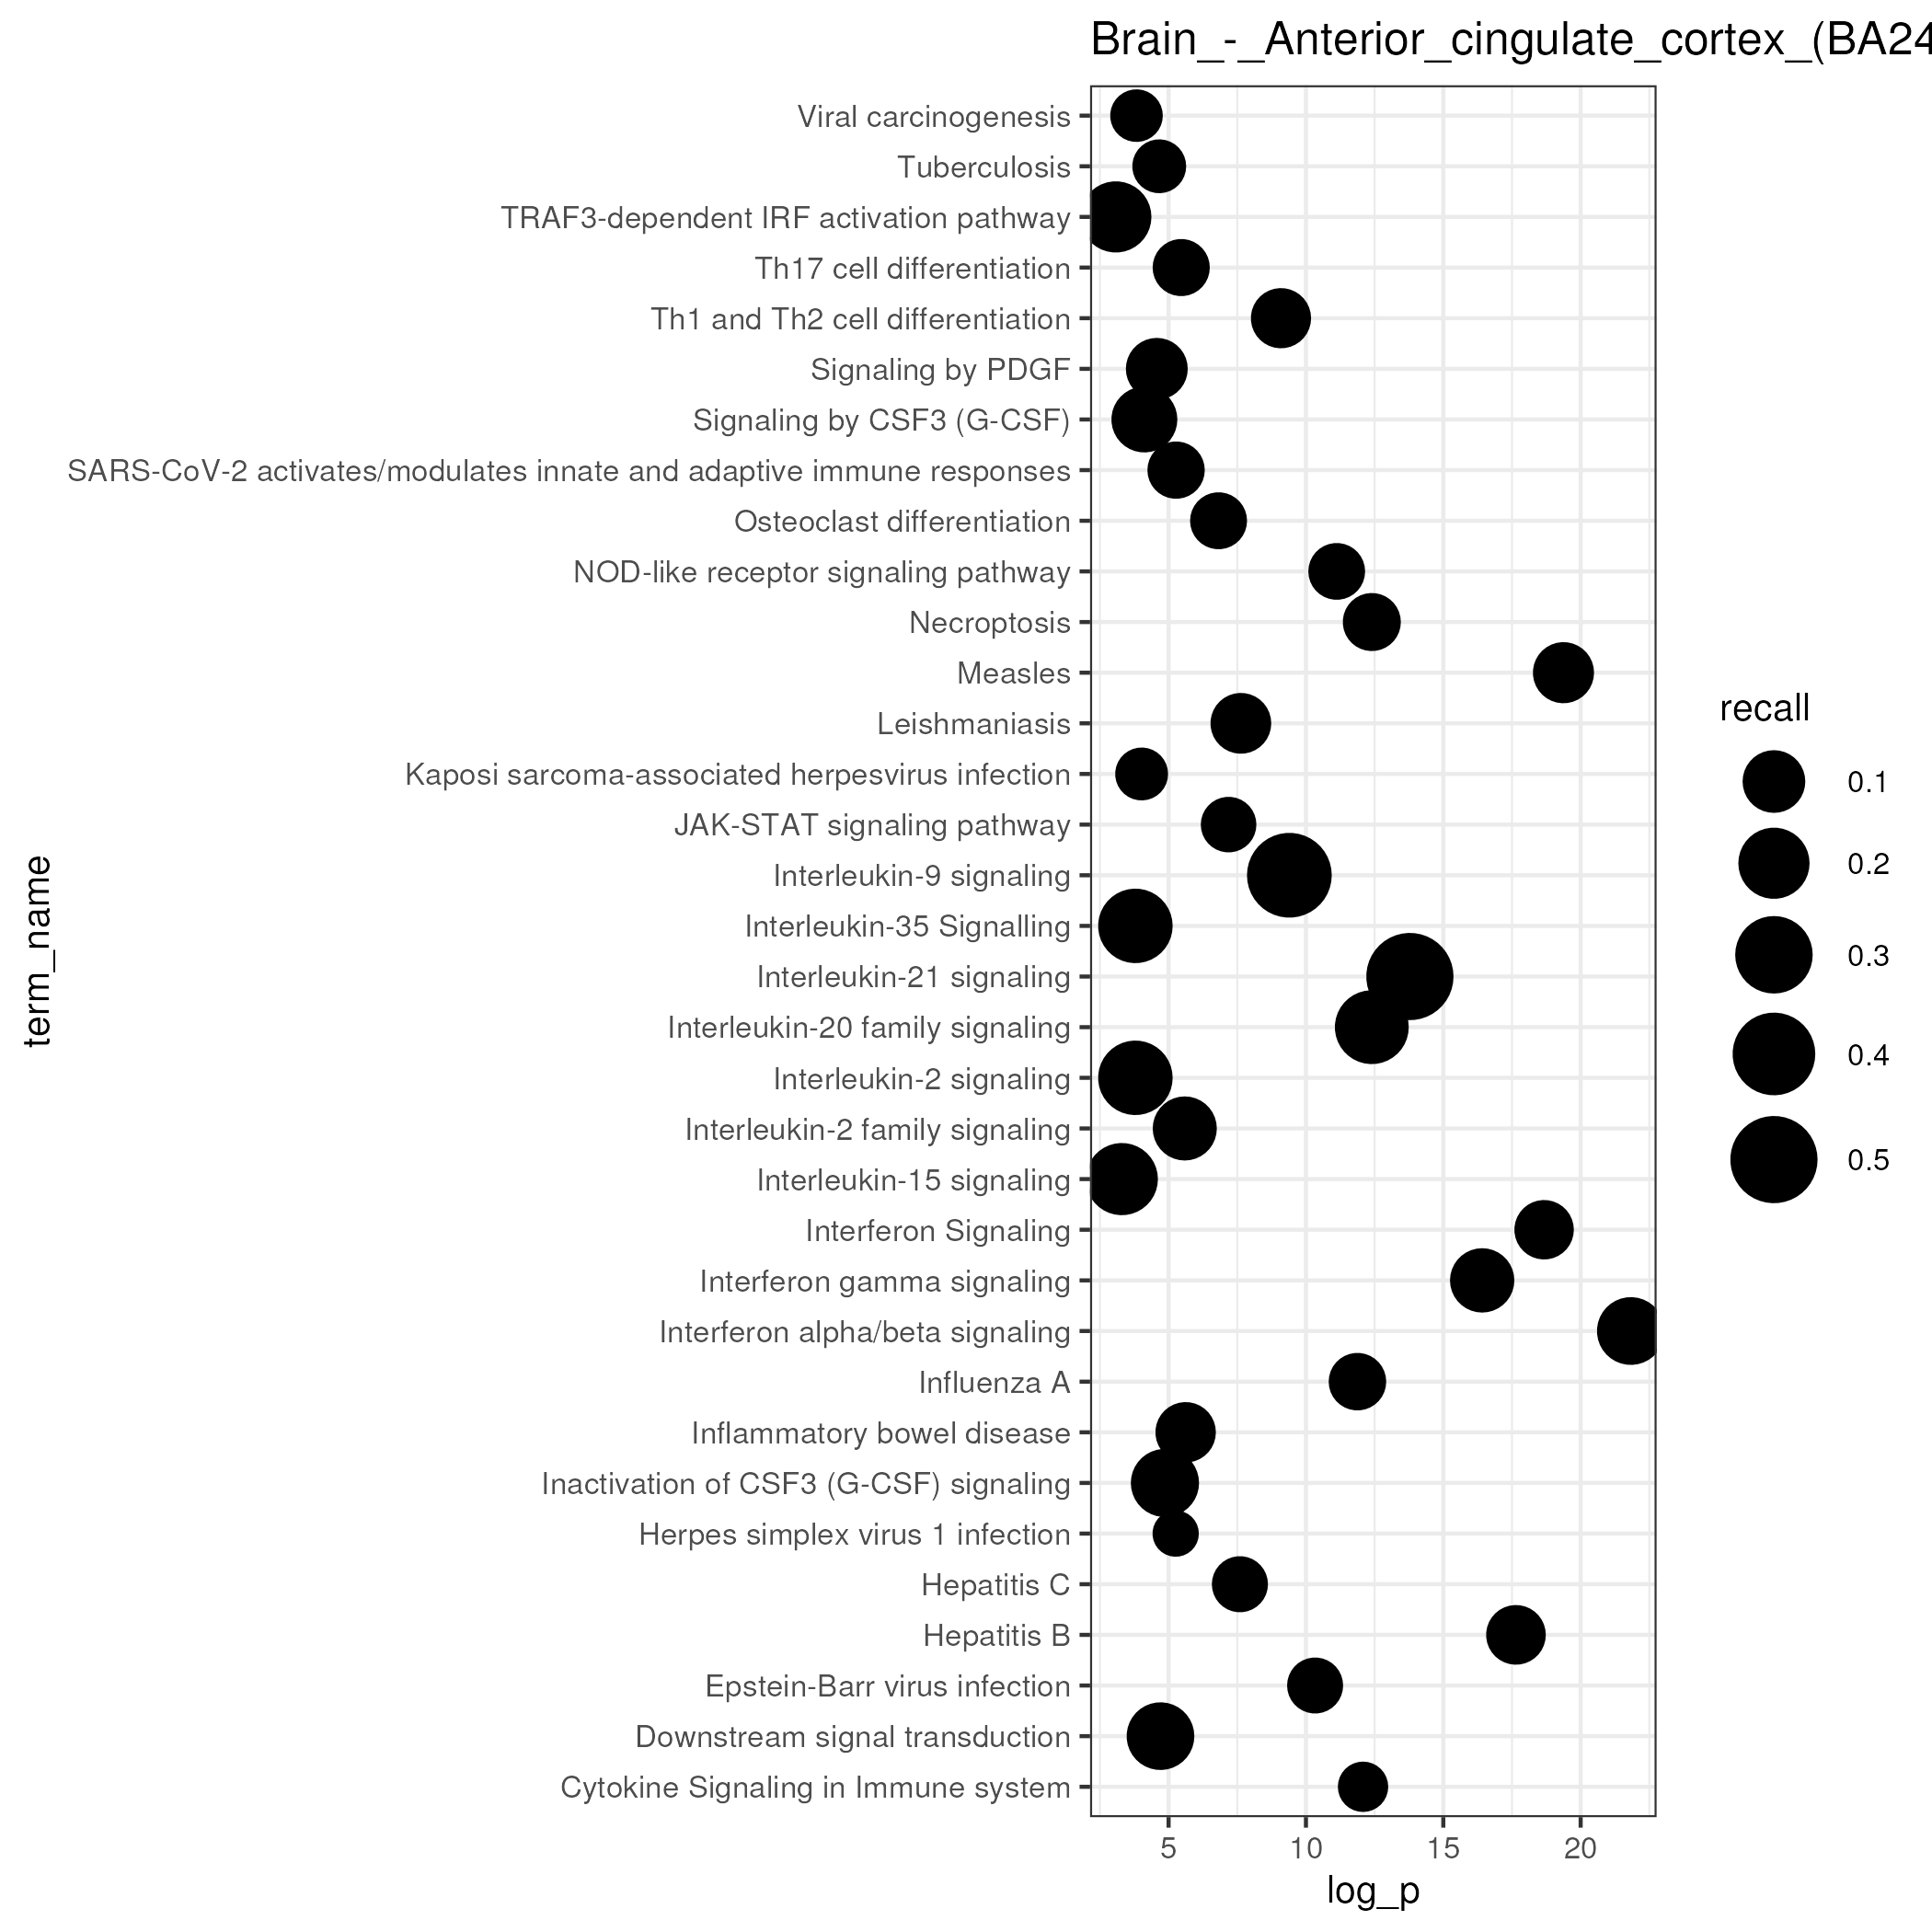 Brain_-_Anterior_cingulate_cortex_(BA24
Viral carcinogenesis
Tuberculosis
TRAF3-dependent IRF activation pathway
Th17 cell differentiation
Th1 and Th2 cell differentiation
Signaling by PDGF
Signaling by CSF3 (G-CSF)
SARS-CoV-2 activates/modulates innate and adaptive immune responses
Osteoclast differentiation
NOD-like receptor signaling pathway
Necroptosis
Measles
Leishmaniasis
Kaposi sarcoma-associated herpesvirus infection
JAK-STAT signaling pathway
Interleukin-9 signaling
Interleukin-35 Signalling
Interleukin-21 signaling
Interleukin-20 family signaling
Interleukin-2 signaling
Interleukin-2 family signaling
Interleukin-15 signaling
Interferon Signaling
Interferon gamma signaling
Interferon alpha/beta signaling
Influenza A
Inflammatory bowel disease
Inactivation of CSF3 (G-CSF) signaling
Herpes simplex virus 1 infection
Hepatitis C
Hepatitis B
Epstein-Barr virus infection
Downstream signal transduction
Cytokine Signaling in Immune system
term_name
5 10 15 20
log_p
recall
0.1
0.2
0.3
0.4
0.5